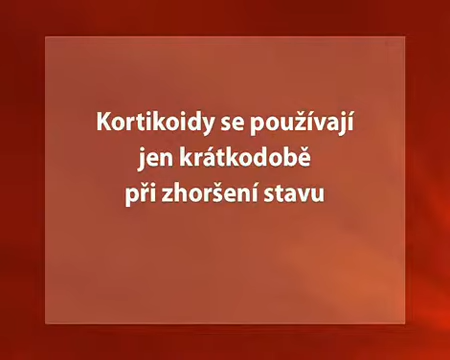 Kortikoidy se používají
jen krátkodobě
při zhoršení stavu